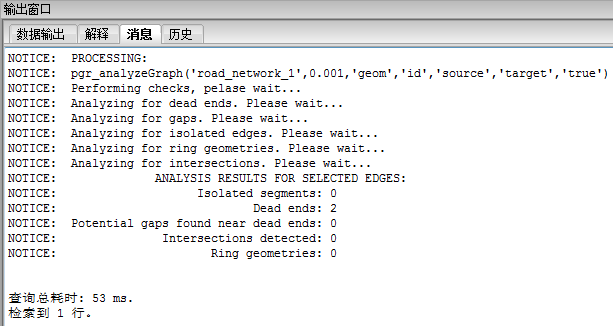 输出窗口
数据输出 解释 消息 历史
NOTICE:  PROCESSING:
NOTICE:  pgr_analyzeGraph('road_network_1',0.001,'geom','id','source','target','true')
NOTICE:  Performing checks, pelase wait...
NOTICE:  Analyzing for dead ends. Please wait...
NOTICE:  Analyzing for gaps. Please wait...
NOTICE:  Analyzing for isolated edges. Please wait...
NOTICE:  Analyzing for ring geometries. Please wait...
NOTICE:  Analyzing for intersections. Please wait...
NOTICE:              ANALYSIS RESULTS FOR SELECTED EDGES:
NOTICE:                    Isolated segments: 0
NOTICE:                            Dead ends: 2
NOTICE:  Potential gaps found near dead ends: 0
NOTICE:               Intersections detected: 0
NOTICE:                      Ring geometries: 0
查询总耗时: 53 ms.
检索到 1 行。